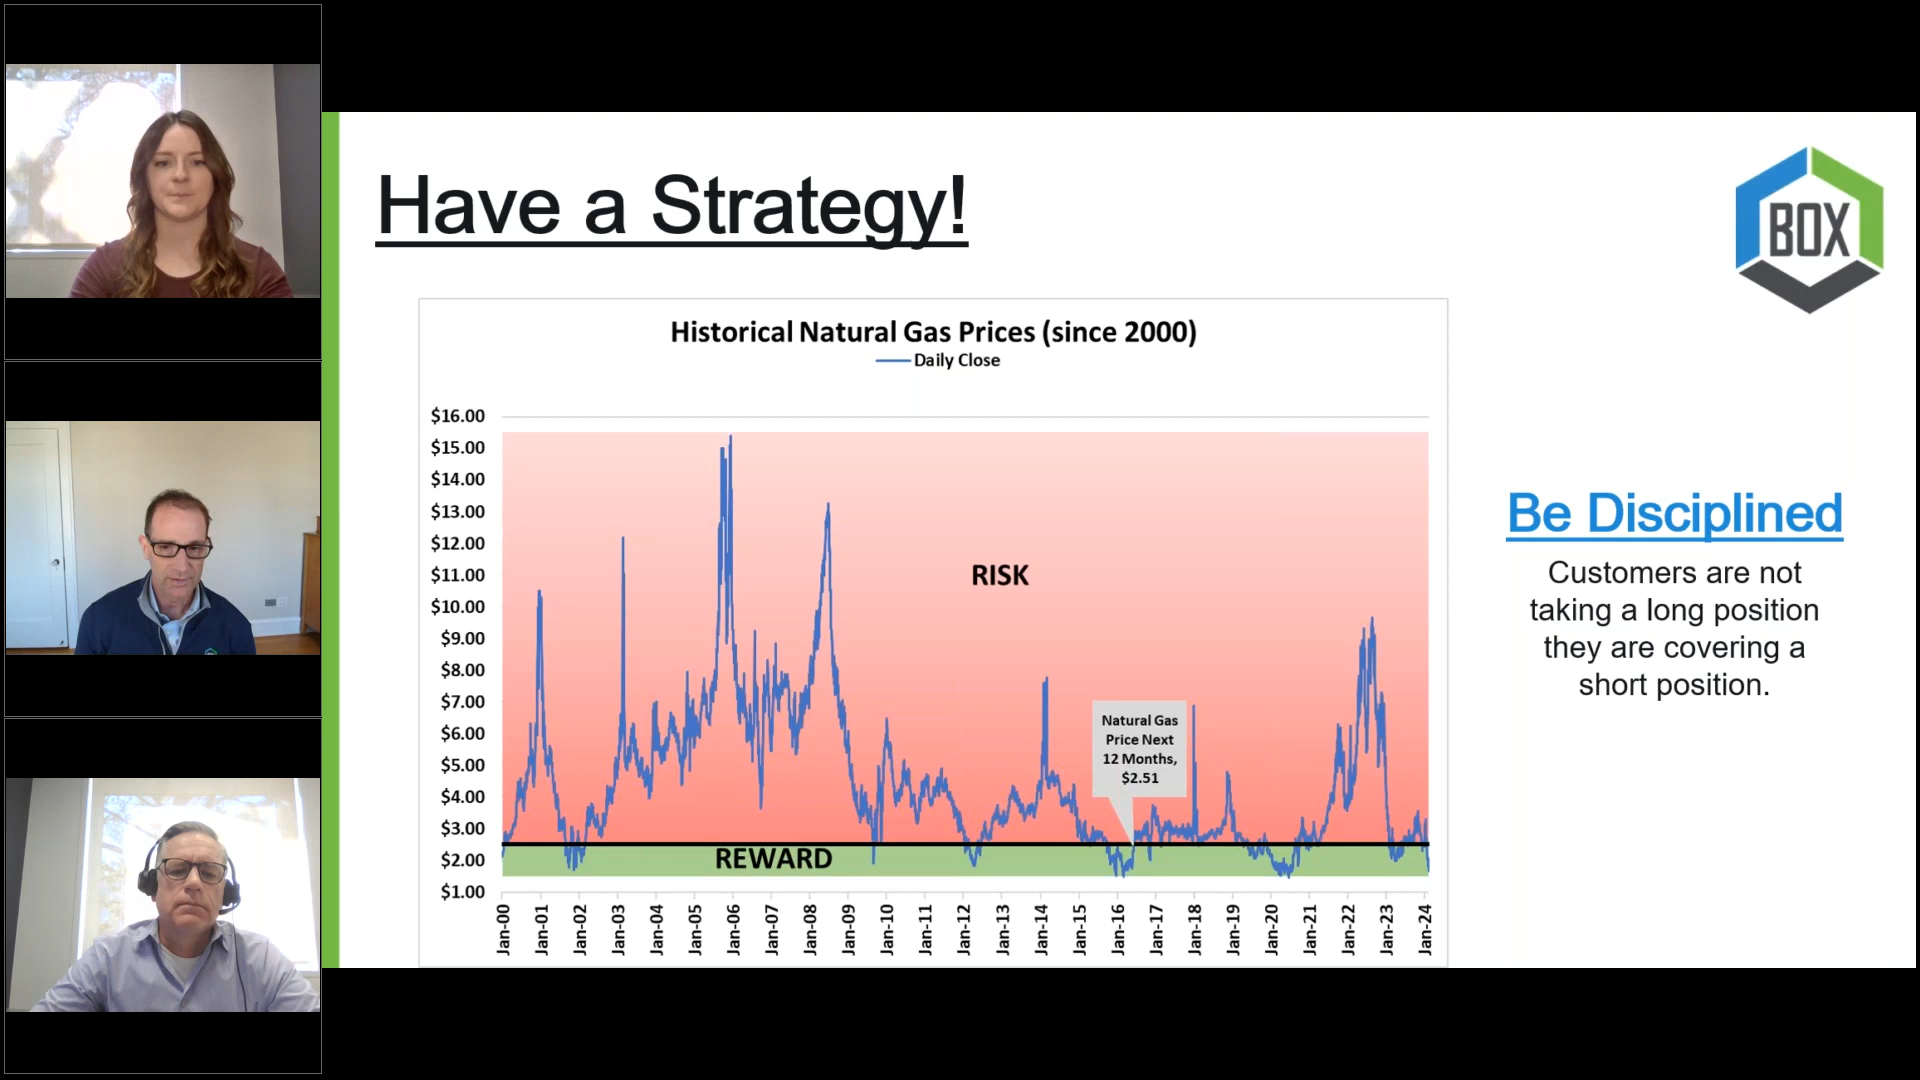 Have a Strategy!
BOX
Historical Natural Gas Prices (since 2000)
Daily Close
$16.00
$15.00
$14.00
$13.00
$12.00
$11.00
$10.00
$9.00
$8.00
$7.00
$6.00
$5.00
$4.00
$3.00
$2.00
$1.00
RISK
Natural Gas
Price Next
12 Months,
$2.51
REWARD
Jan-00
Jan-01
Jan-02
Jan-03
Jan-04
Jan-05
Jan-06
Jan-07
Jan-08
Jan-09
Jan-10
Jan-11
Jan-12
Jan-13
Jan-14
Jan-15
Jan-16
Jan-17
Jan-18
Jan-19
Jan-20
Jan-21
Jan-22
Jan-23
Jan-24
Be Disciplined
Customers are not
taking a long position
they are covering a
short position.